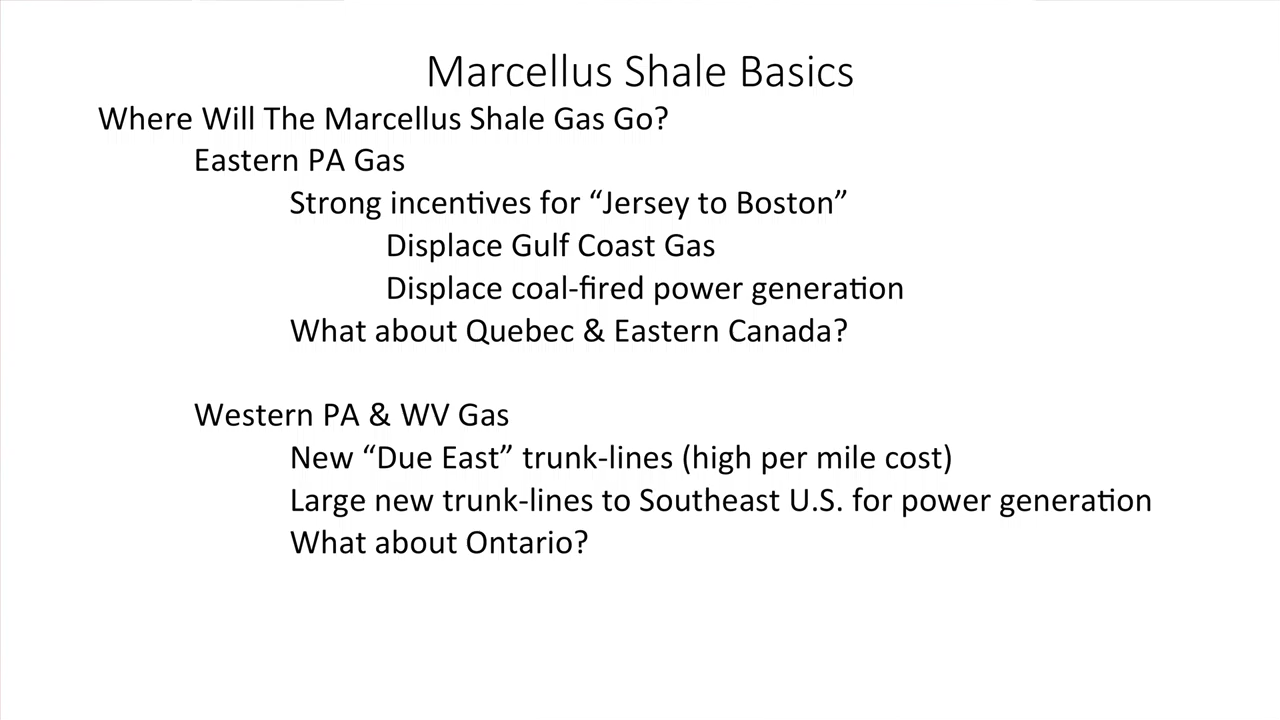 Marcellus Shale Basics
Where Will The Marcellus Shale Gas Go?
Eastern PA Gas
Strong incentives for “Jersey to Boston”
Displace Gulf Coast Gas
Displace coal-fired power generation
What about Quebec & Eastern Canada?
Western PA & WV Gas
New “Due East” trunk-lines (high per mile cost)
Large new trunk-lines to Southeast U.S. for power generation
What about Ontario?